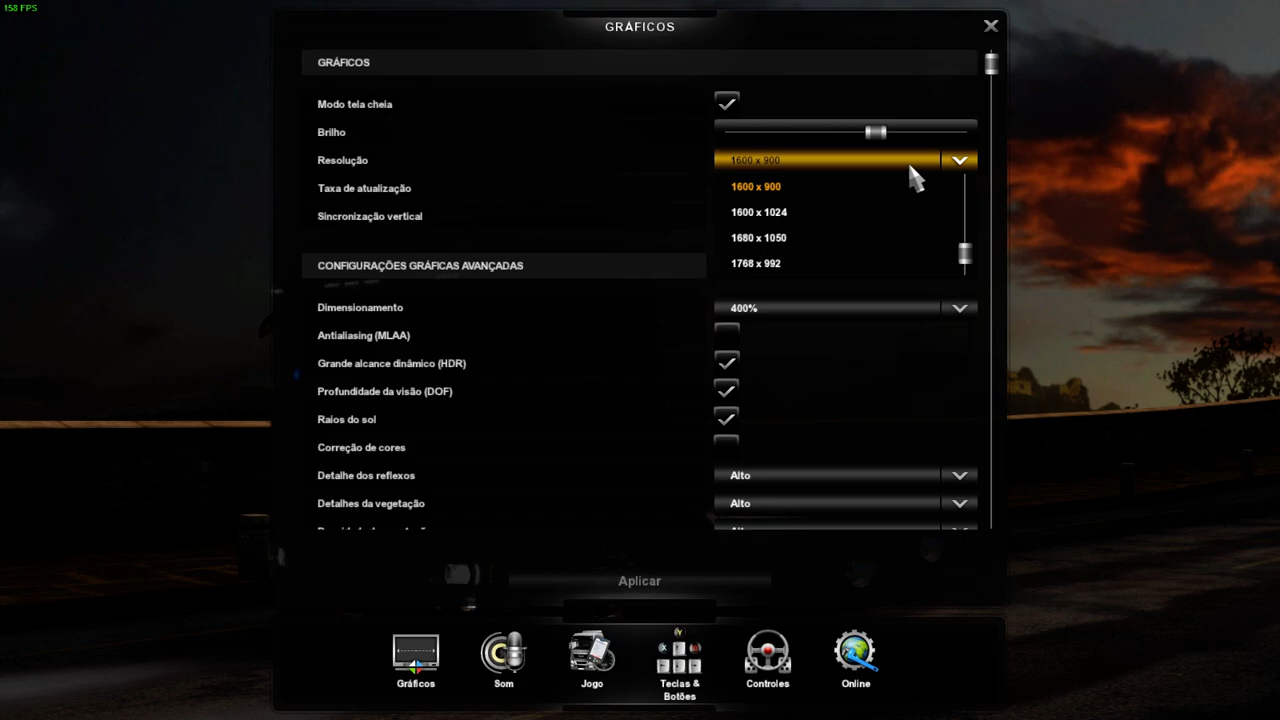 158 FPS
GRÁFICOS
GRÁFICOS
Modo tela cheia
Brilho
Resolução
1600 x 900
1600 x 900
Taxa de atualização
1600 x 1024
Sincronização vertical
1680 x 1050
1768 x 992
CONFIGURAÇÕES GRÁFICAS AVANÇADAS
Dimensionamento
400%
Antialiasing (MLAA)
Grande alcance dinâmico (HDR)
Profundidade da visão (DOF)
Raios do sol
Correção de cores
Detalhe dos reflexos
Alto
Detalhes da vegetação
Alto
Aplicar
Gráficos
Som
Jogo
Teclas &
Botões
Controles
Online